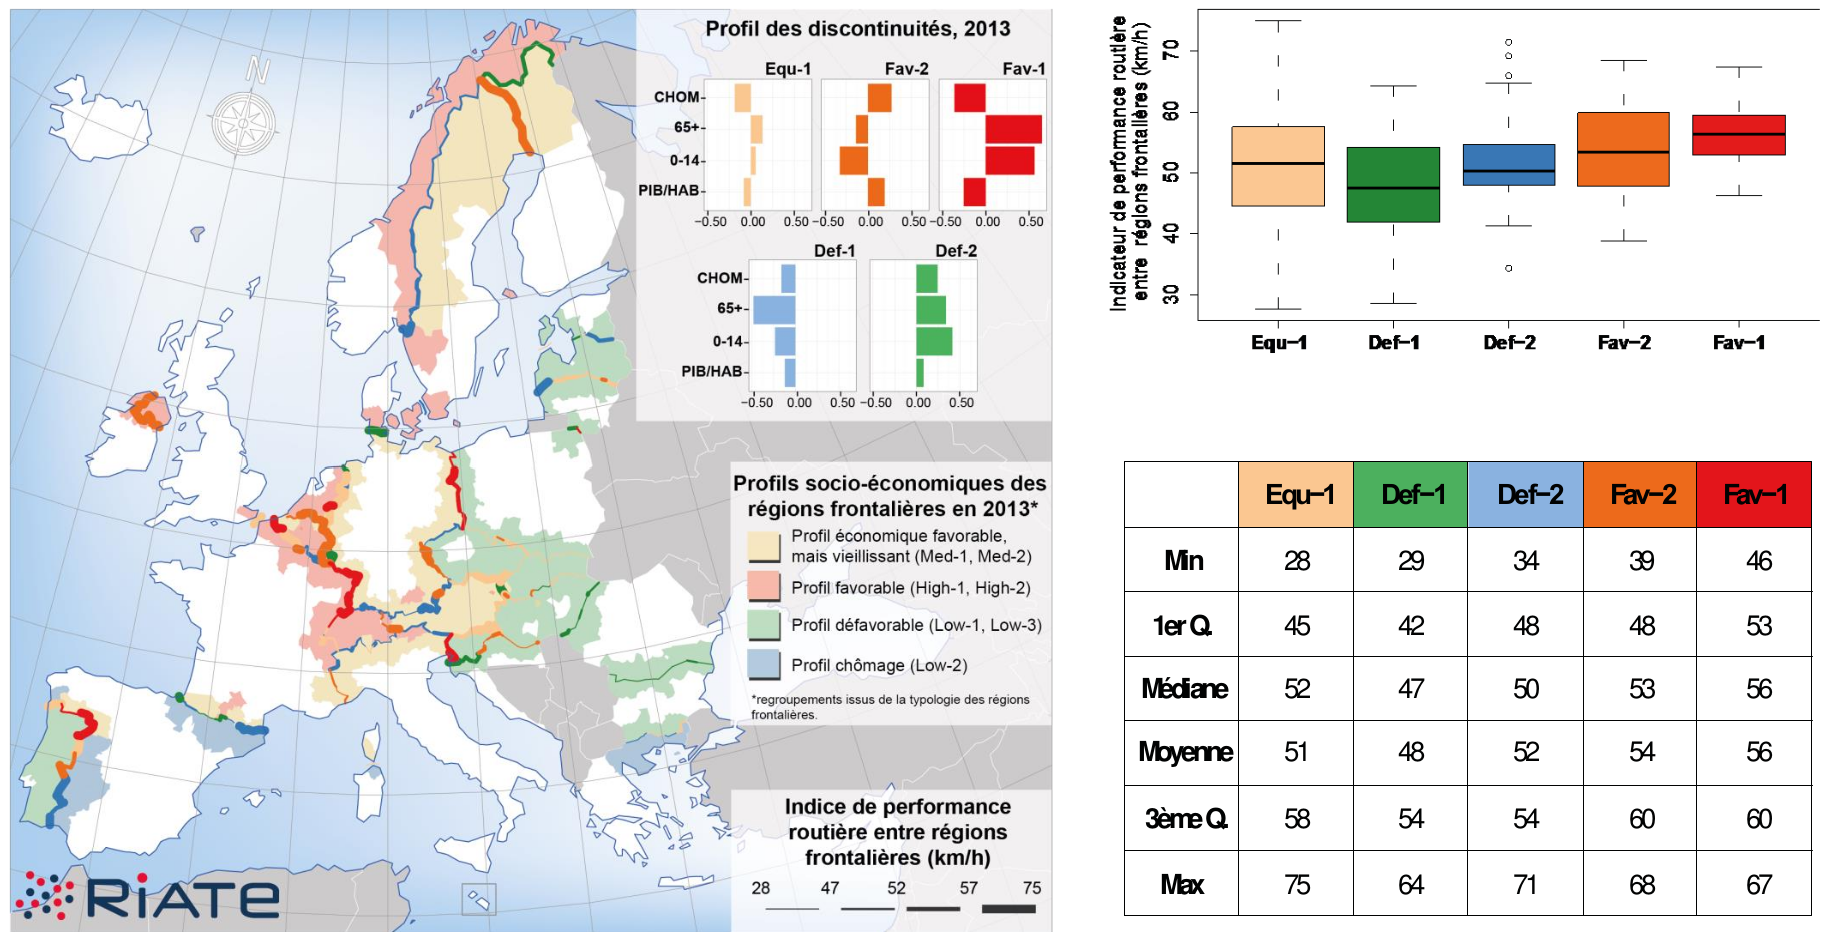 Profil des discontinuités, 2013
Equ-1 Fav-2 Fav-1
CHOM
65+
0-14
PIB/HAB
-0.50 0.00 0.50 -0.50 0.00 0.50 -0.50 0.00 0.50
Def-1 Def-2
CHOM
65+
0-14
PIB/HAB
-0.50 0.00 0.50 -0.50 0.00 0.50
N
Profils socio-économiques des
régions frontalières en 2013*
Profil économique favorable,
mais vieillissant (Med-1, Med-2)
Profil favorable (High-1, High-2)
Profil défavorable (Low-1, Low-3)
Profil chômage (Low-2)
*regroupements issus de la typologie des régions
frontalières.
Indice de performance
routière entre régions
frontalières (km/h)
28 47 52 57 75
RIATE
Indicateur de performance routière
entre régions frontalières (km/h)
70
60
50
40
30
Equ-1 Def-1 Def-2 Fav-2 Fav-1
Equ-1 Def-1 Def-2 Fav-2 Fav-1
Min 28 29 34 39 46
1er Q. 45 42 48 48 53
Médiane 52 47 50 53 56
Moyenne 51 48 52 54 56
3ème Q. 58 54 54 60 60
Max 75 64 71 68 67